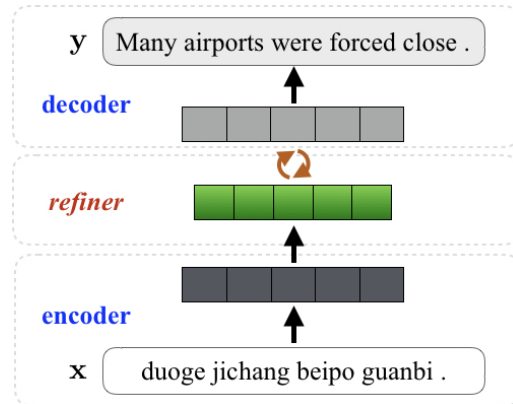 y Many airports were forced close .
decoder
refiner
encoder
x duoge jichang beipo guanbi .